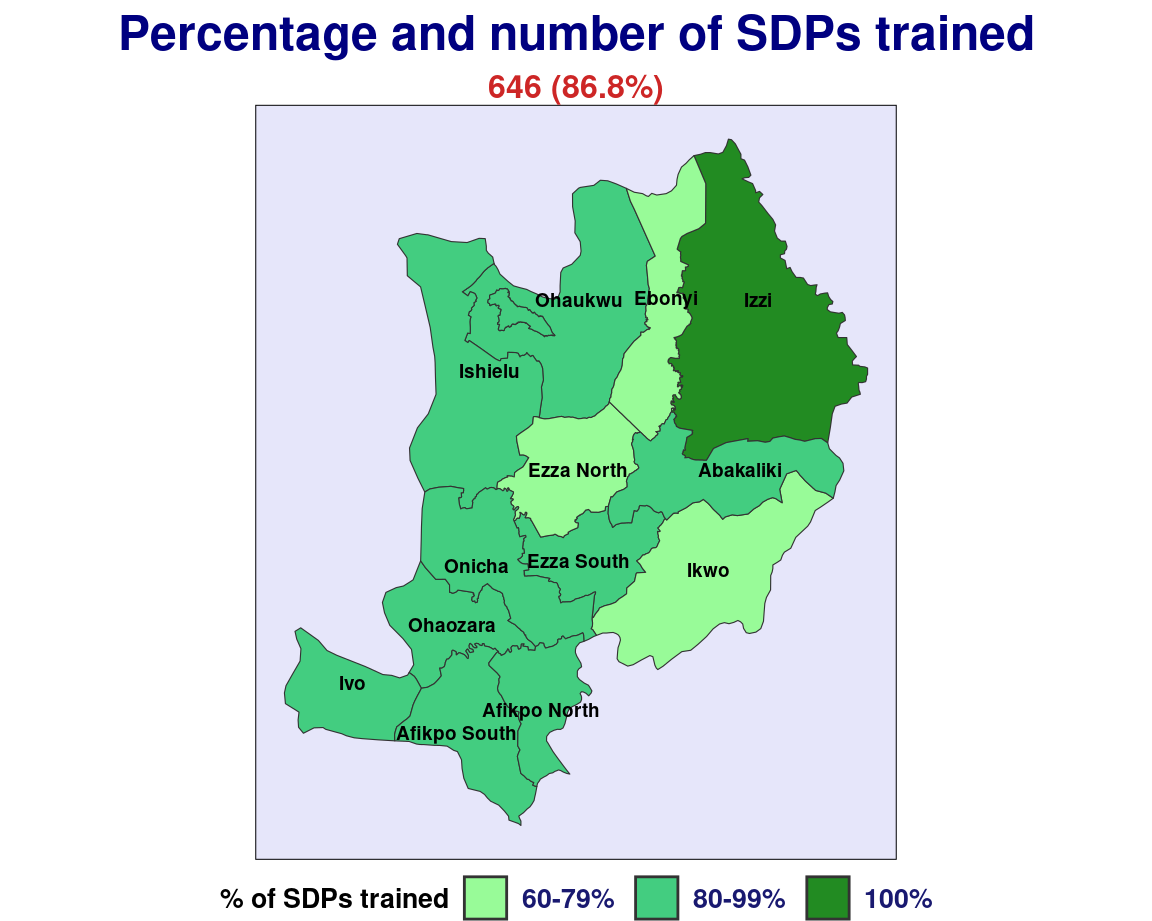 Percentage and number of SDPs trained
646 (86.8%)
Ohaukwu
Ebonyi
Izzi
Ishielu
Ezza North
Abakaliki
Onicha
Ezza South
Ikwo
Ohaozara
Ivo
Afikpo North
Afikpo South
% of SDPs trained 60-79% 80-99% 100%